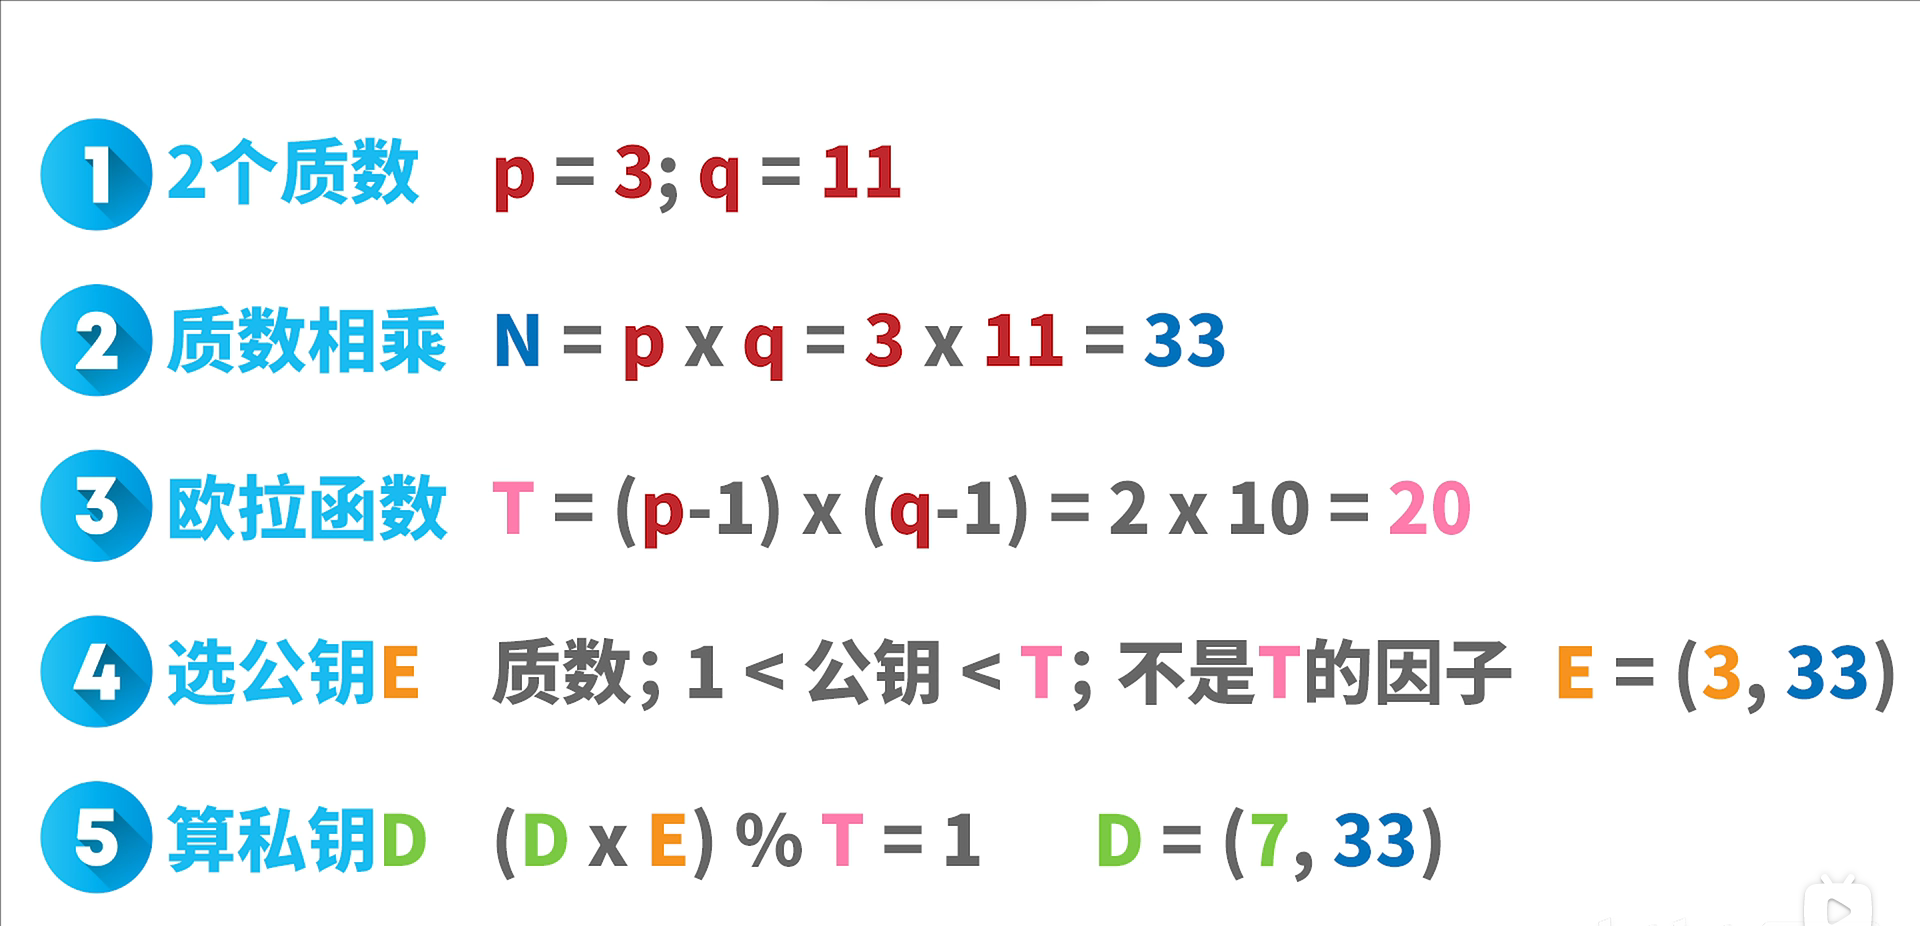 1 2个质数 p = 3; q = 11
2 质数相乘 N = p x q = 3 x 11 = 33
3 欧拉函数 T = (p-1) x (q-1) = 2 x 10 = 20
4 选公钥E 质数；1 < 公钥 < T；不是T的因子 E = (3, 33)
5 算私钥D (D x E) % T = 1 D = (7, 33)